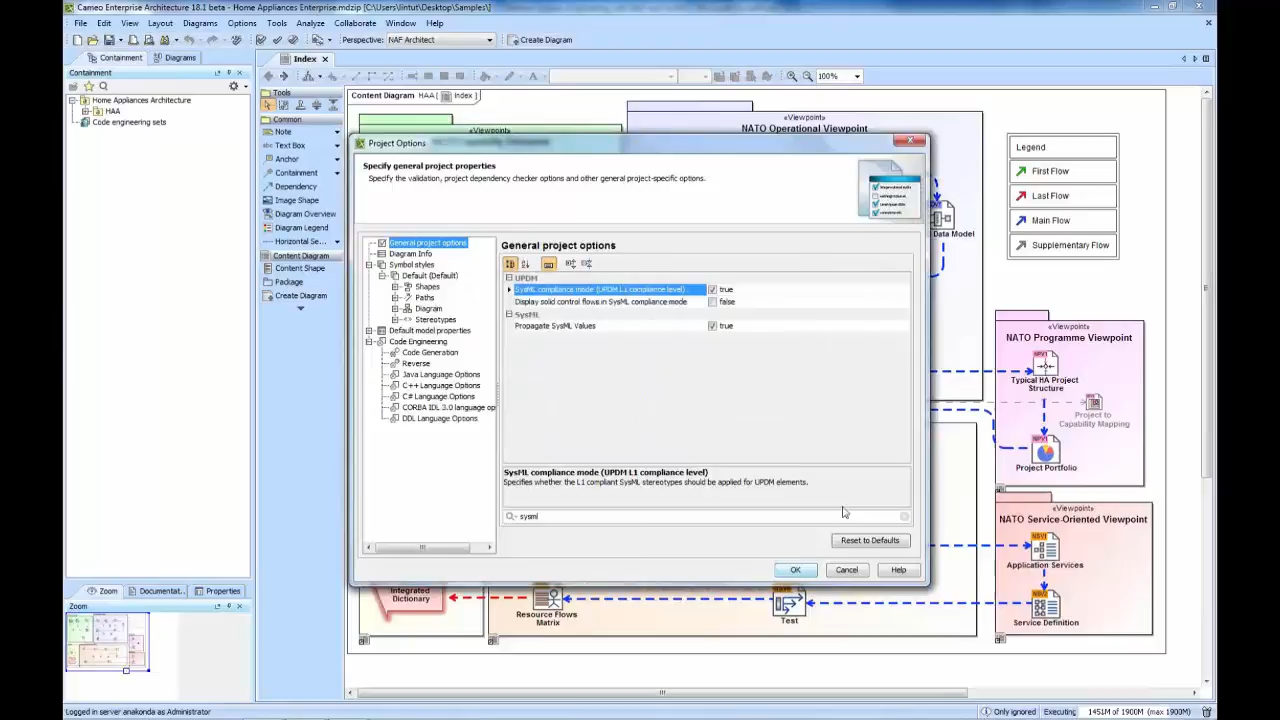 Cameo Enterprise Architecture 18.1 beta - Home Appliances Enterprise.mdzip [C:\Users\lintut\Desktop\Samples\]
File Edit View Layout Diagrams Options Tools Analyze Collaborate Window Help
Perspective: NAF Architect Create Diagram
Containment Diagrams
Index
Containment
100%
Home Appliances Architecture
HAA
Code engineering sets
Tools
Common
Note
Text Box
Anchor
Containment
Dependency
Image Shape
Diagram Overview
Diagram Legend
Horizontal Se...
Content Diagram
Content Shape
Package
Create Diagram
Content Diagram HAA [ Index ]
«Viewpoint»
«Viewpoint»
NATO Operational Viewpoint
Data Model
Legend
First Flow
Last Flow
Main Flow
Supplementary Flow
«Viewpoint»
NATO Programme Viewpoint
Typical HA Project
Structure
Project to
Capability Mapping
Project Portfolio
«Viewpoint»
NATO Service-Oriented Viewpoint
Application Services
Service Definition
Integrated
Dictionary
Resource Flows
Matrix
Test
Project Options
Specify general project properties
Specify the validation, project dependency checker options and other general project-specific options.
General project options
Diagram Info
Symbol styles
Default (Default)
Shapes
Paths
Diagram
Stereotypes
Default model properties
Code Engineering
Code Generation
Reverse
Java Language Options
C++ Language Options
C# Language Options
CORBA IDL 3.0 language op
DDL Language Options
General project options
UPDM
SysML compliance mode (UPDM L1 compliance level) true
Display solid control flows in SysML compliance mode false
SysML
Propagate SysML Values true
SysML compliance mode (UPDM L1 compliance level)
Specifies whether the L1 compliant SysML stereotypes should be applied for UPDM elements.
sysml
Reset to Defaults
OK Cancel Help
Zoom Documentat... Properties
Zoom
Logged in server anakonda as Administrator
Only ignored Executing 1451M of 1900M (max 1900M)